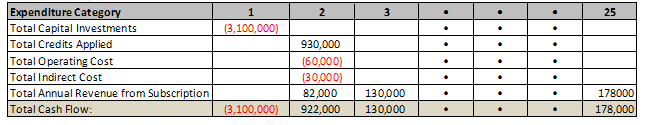 Expenditure Category 1 2 3 • • • 25
Total Capital Investments (3,100,000) • • •
Total Credits Applied 930,000 • • •
Total Operating Cost (60,000) • • •
Total Indirect Cost (30,000) • • •
Total Annual Revenue from Subscription 82,000 130,000 • • • 178000
Total Cash Flow: (3,100,000) 922,000 130,000 • • • 178,000